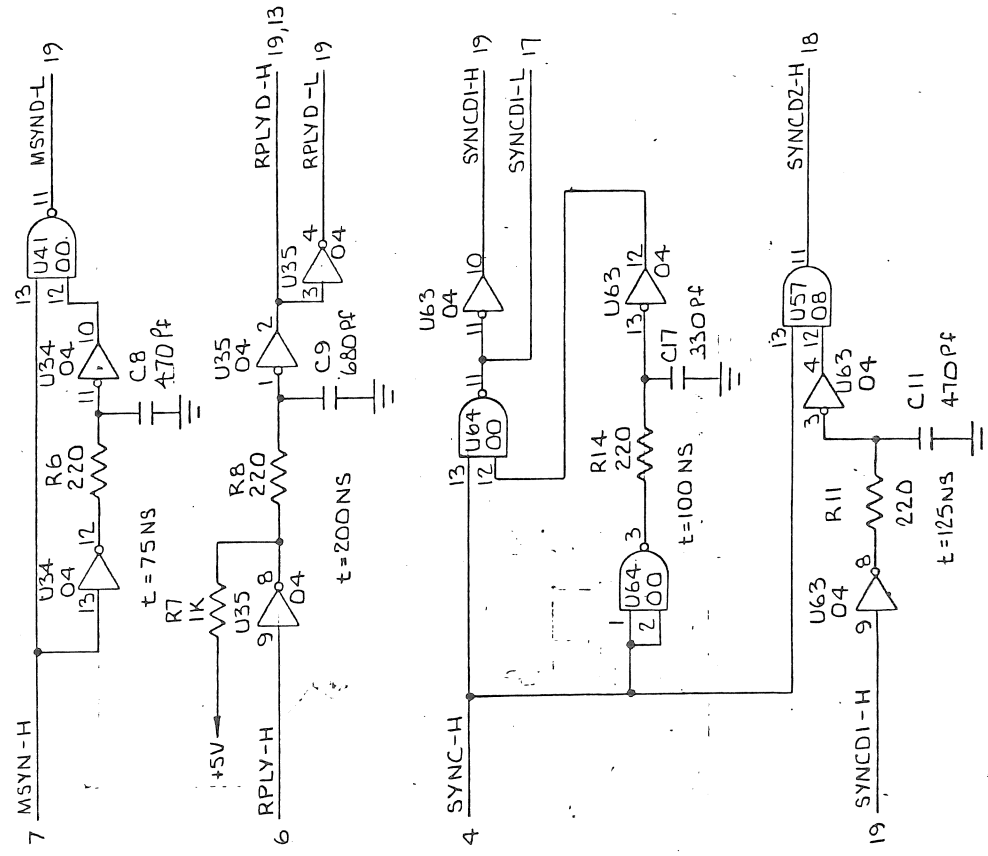 7 MSYN-H
13
U41
00
12
11
MSYND-L 19
U34
04
13
12
R6
220
11
10
U34
04
C8
470 Pf
t = 75NS
R7
1K
+5V
6 RPLY-H
9
U35
04
8
R8
220
1
U35
04
2
C9
680Pf
RPLYD-H 19,13
3
U35
04
4
RPLYD-L 19
t=200NS
4 SYNC-H
13
12
U64
00
11
11
U63
04
10
SYNCD1-H 19
SYNCD1-L 17
1
2
U64
00
3
R14
220
13
U63
04
12
C17
330Pf
t=100NS
13
12
U57
08
11
SYNCD2-H 18
19 SYNCD1-H
9
U63
04
8
R11
220
3
4
U63
04
C11
470Pf
t=125NS